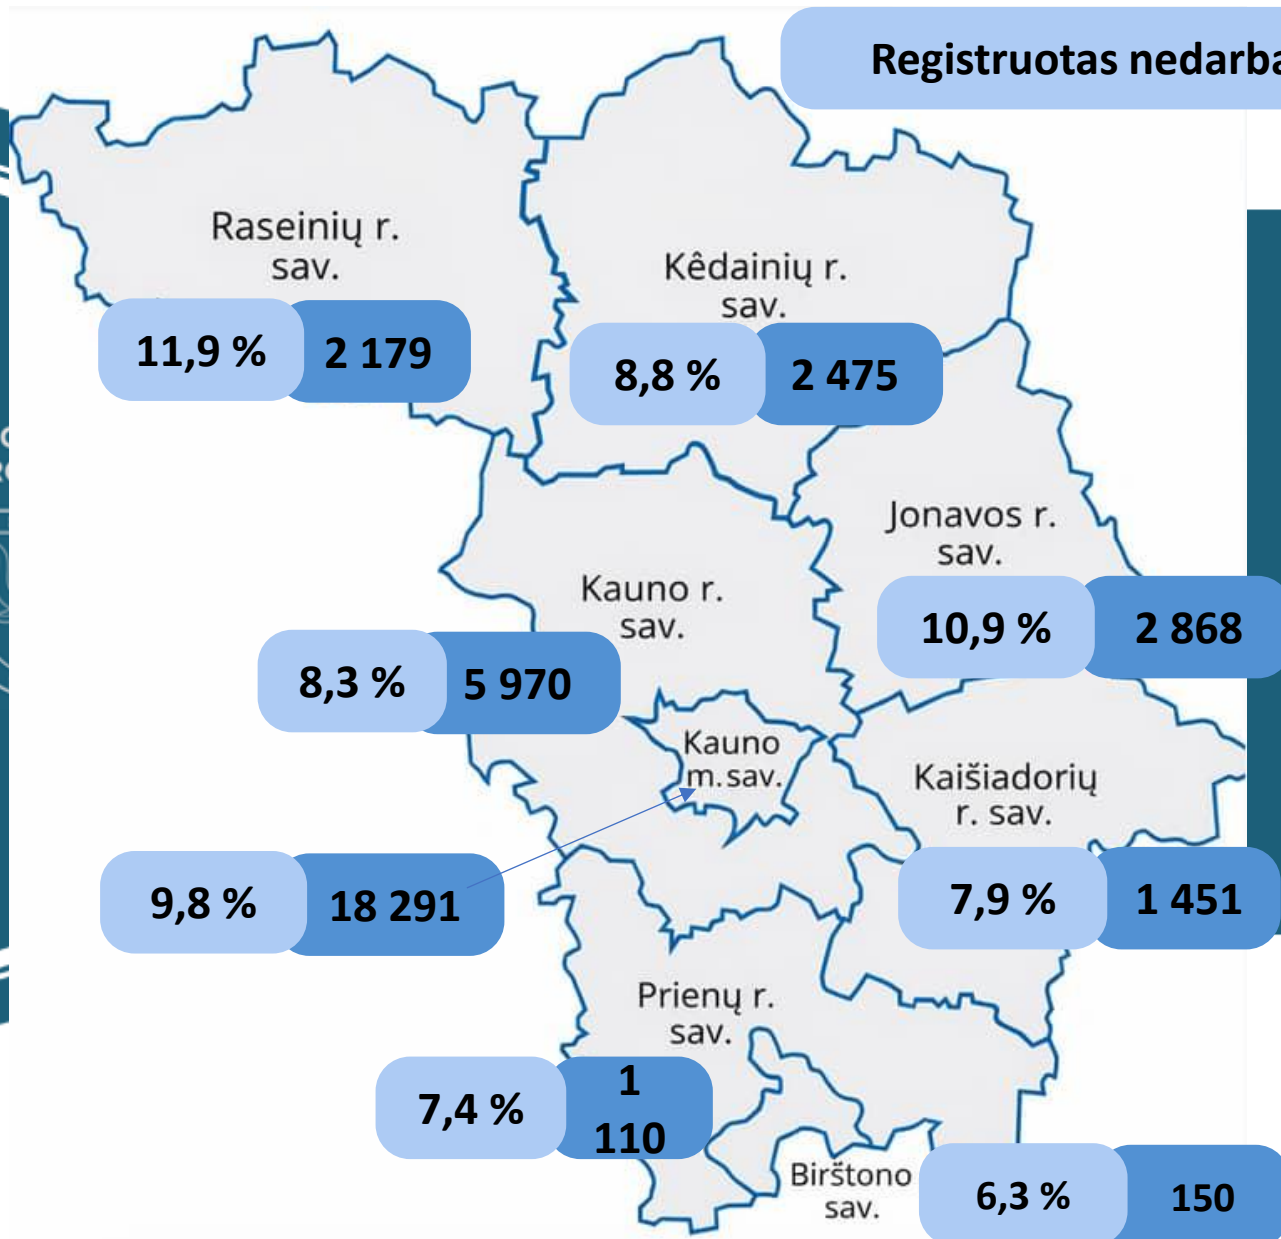 Registruotas nedarba
Raseinių r.
sav.
Kêdainių r.
sav.
11,9 %
2 179
8,8 %
2 475
Jonavos r.
sav.
Kauno r.
sav.
10,9 %
2 868
8,3 %
5 970
Kauno
m. sav.
Kaišiadorių
r. sav.
9,8 %
18 291
7,9 %
1 451
Prienų r.
sav.
7,4 %
1
110
Birštono
sav.
6,3 %
150